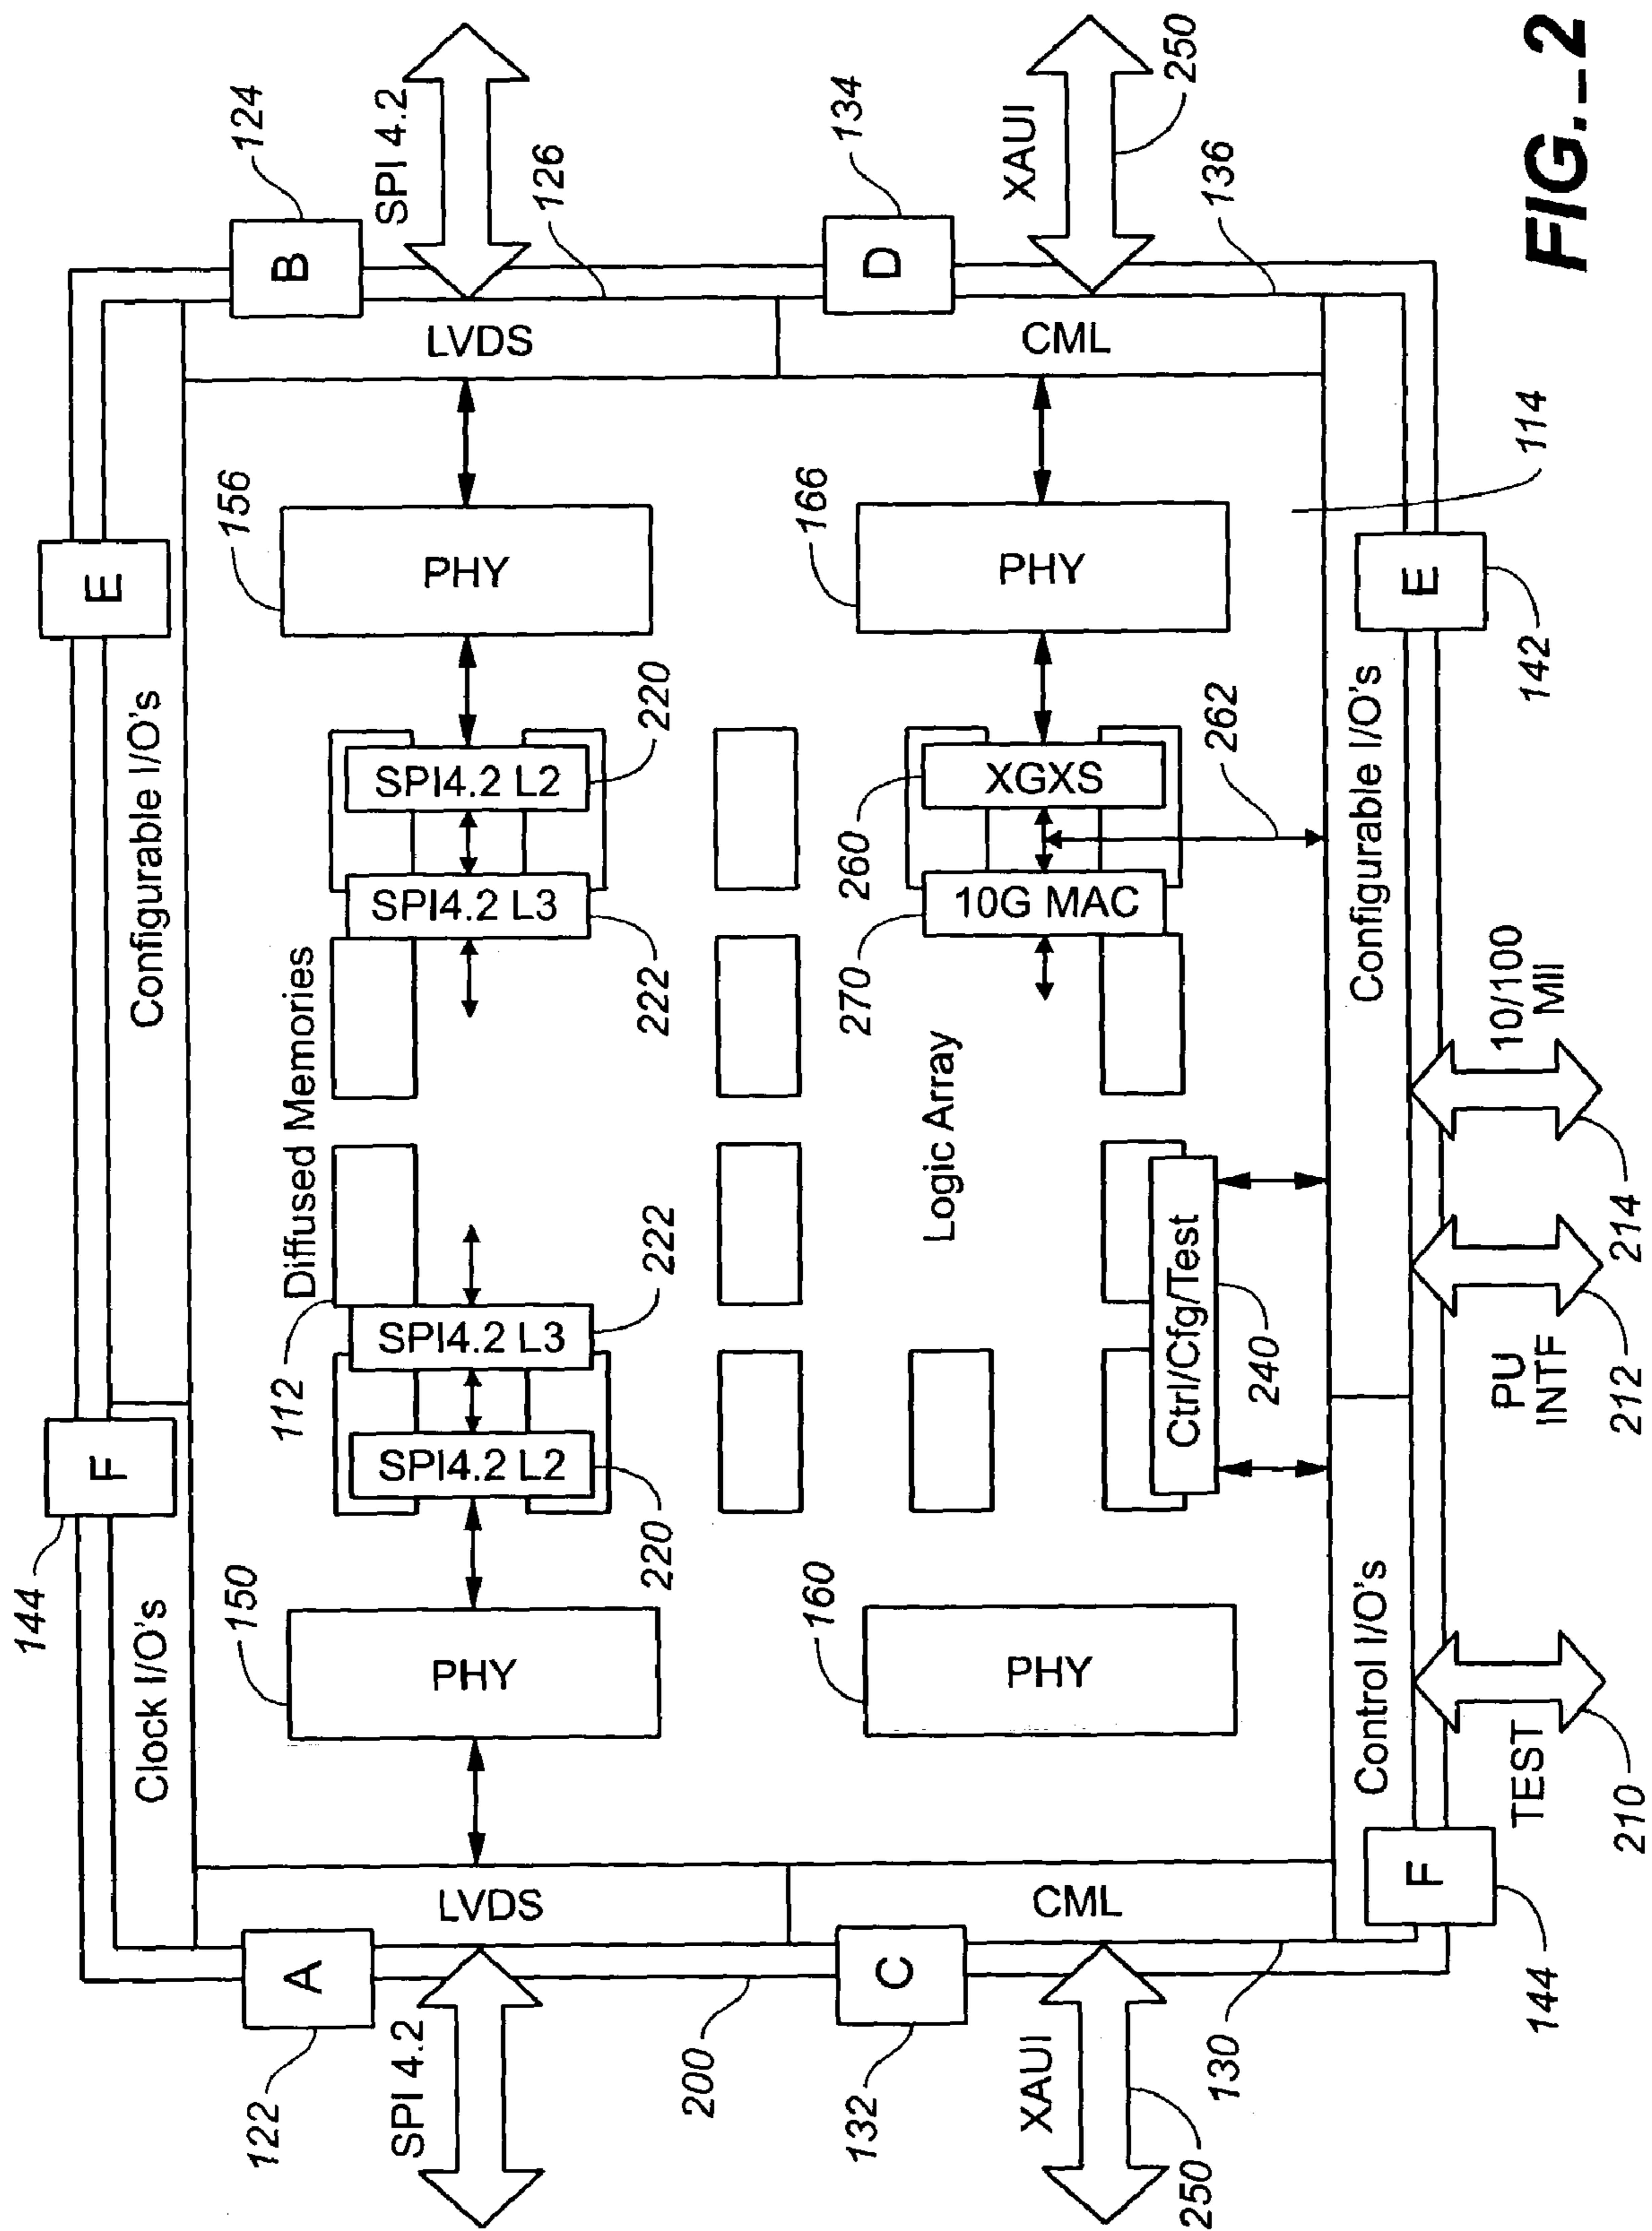 144
Clock I/O's
F
Configurable I/O's
E
122
A
SPI 4.2
LVDS
150
PHY
220
SPI4.2 L2
112
SPI4.2 L3
222
Diffused Memories
SPI4.2 L3
222
SPI4.2 L2
220
156
PHY
LVDS
B
124
SPI 4.2
126
200
132
C
XAUI
250
130
CML
160
PHY
Logic Array
Ctrl/Cfg/Test
240
270
10G MAC
260
XGXS
262
166
PHY
CML
D
134
XAUI
250
136
114
Control I/O's
Configurable I/O's
F
144
E
142
TEST
210
PU
INTF
212
10/100
MII
214
FIG._2